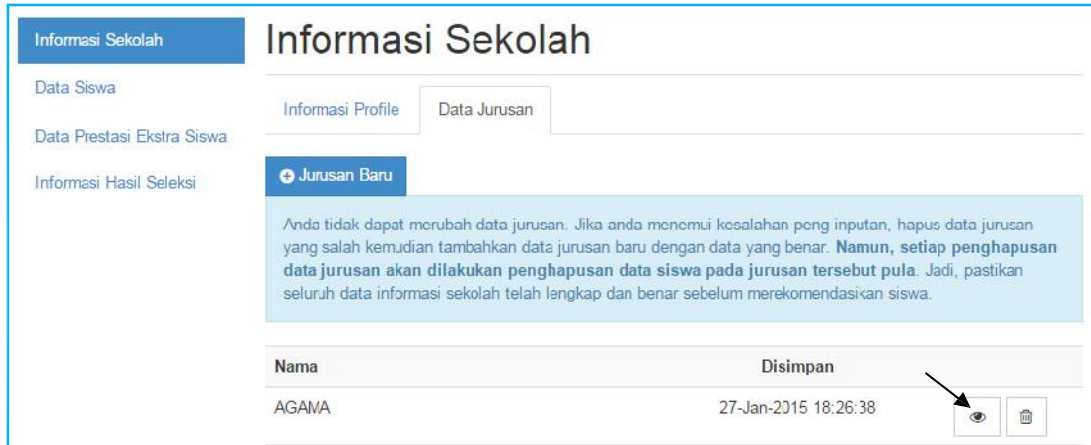 Informasi Sekolah
Data Siswa
Data Prestasi Ekstra Siswa
Informasi Hasil Seleksi
Informasi Sekolah
Informasi Profile
Data Jurusan
Jurusan Baru
Anda tidak dapat merubah data jurusan. Jika anda menemui kesalahan peng inputan, hapus data jurusan
yang salah kemudian tambahkan data jurusan baru dengan data yang benar. Namun, setiap penghapusan
data jurusan akan dilakukan penghapusan data siswa pada jurusan tersebut pula. Jadi, pastikan
seluruh data informasi sekolah telah lengkap dan benar sebelum merekomendasikan siswa.
Nama Disimpan
AGAMA 27-Jan-2015 18:26:38